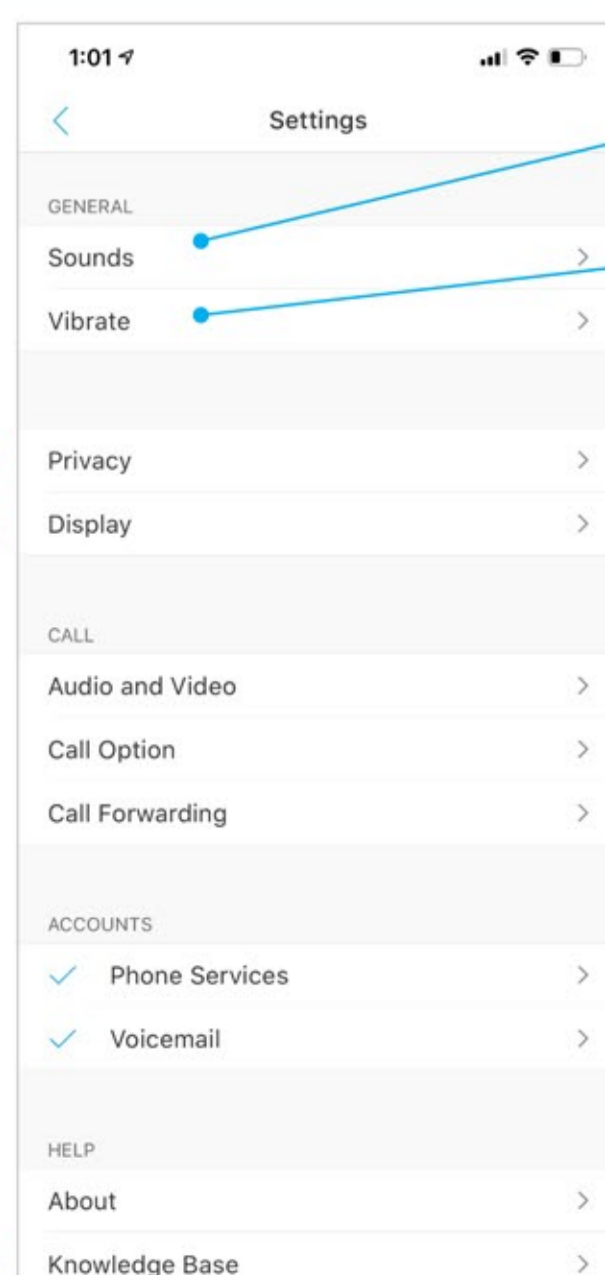 1:01
Settings
GENERAL
Sounds
Vibrate
Privacy
Display
CALL
Audio and Video
Call Option
Call Forwarding
ACCOUNTS
Phone Services
Voicemail
HELP
About
Knowledge Base